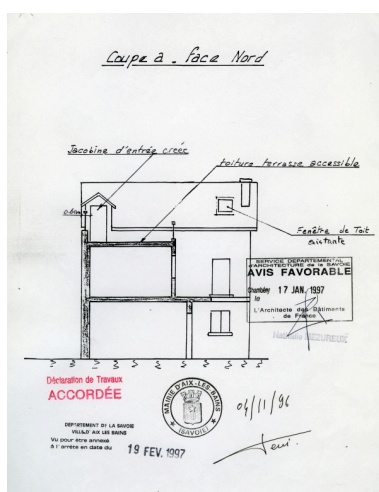 Coupe a _ face Nord
Jacobine d'entrée créée
toiture terrasse accessible
Fenêtre de Toit
existante
SERVICE DEPARTEMENTAL
D'ARCHITECTURE de la SAVOIE
AVIS FAVORABLE
Chambéry 17 JAN. 1997
le
L'Architecte des Bâtiments
de France
Déclaration de Travaux
ACCORDÉE
MAIRIE D'AIX-LES-BAINS
(SAVOIE)
04/11/96
DEPARTEMENT DE LA SAVOIE
VILLE D'AIX LES BAINS
Vu pour être annexé
à l'arrêté en date du 19 FEV. 1997